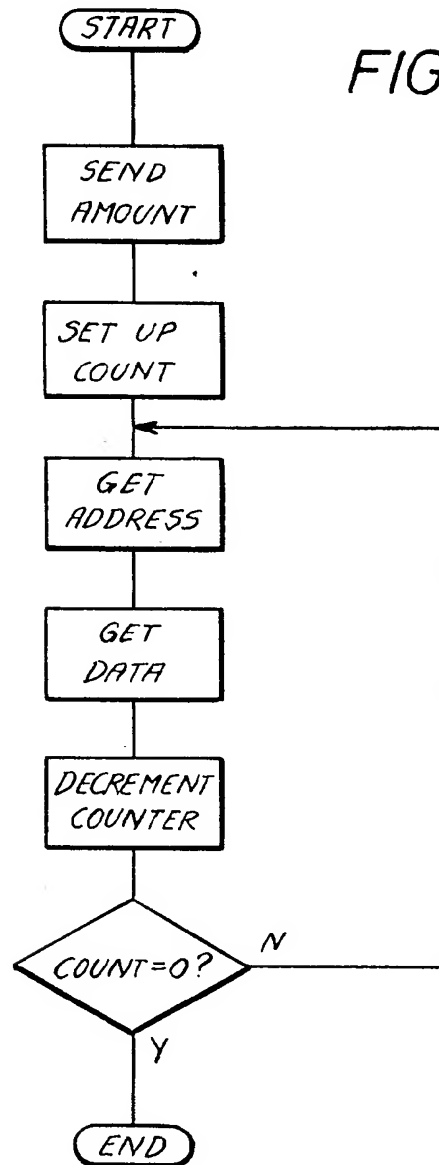 START
FIG
SEND
AMOUNT
SET UP
COUNT
GET
ADDRESS
GET
DATA
DECREMENT
COUNTER
COUNT=0?
N
Y
END